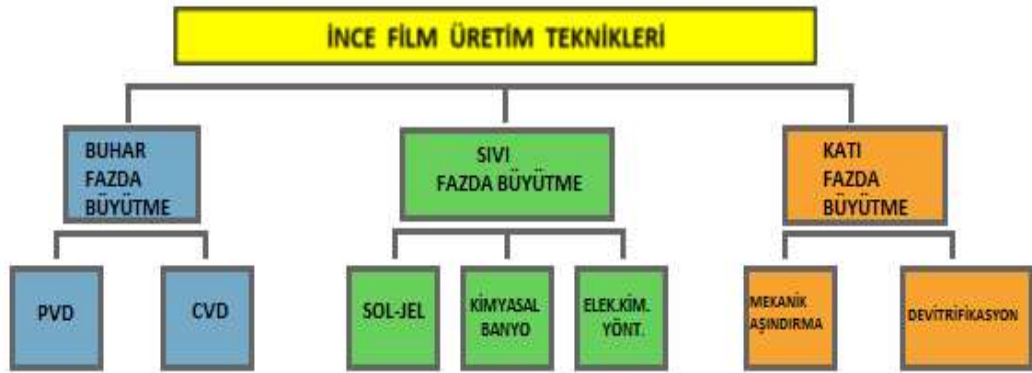 İNCE FİLM ÜRETİM TEKNİKLERİ
BUHAR
FAZDA
BÜYÜTME
SIVI
FAZDA BÜYÜTME
KATI
FAZDA
BÜYÜTME
PVD
CVD
SOL-JEL
KİMYASAL
BANYO
ELEK.KİM.
YÖNT.
MEKANİK
AŞINDIRMA
DEVİTRİFİKASYON